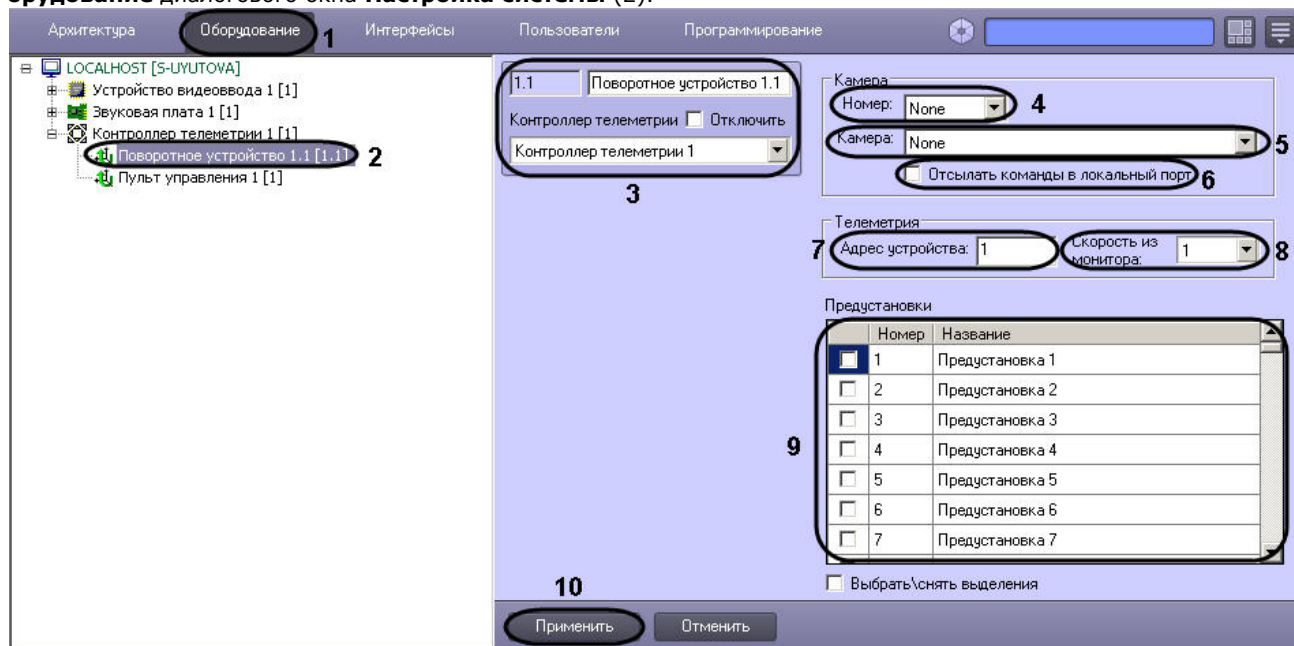 орудование диалогового окна Настройка системы (2).
Архитектура Оборудование 1 Интерфейсы Пользователи Программирование
LOCALHOST [S-UYUTOVA]
Устройство видеоввода 1 [1]
Звуковая плата 1 [1]
Контроллер телеметрии 1 [1]
Поворотное устройство 1.1 [1.1] 2
Пульт управления 1 [1]
1.1 Поворотное устройство 1.1
Контроллер телеметрии Отключить
Контроллер телеметрии 1
3
Камера
Номер: None 4
Камера: None 5
Отсылать команды в локальный порт 6
Телеметрия
7 Адрес устройства: 1 Скорость из
монитора: 1 8
Предустановки
Номер Название
1 Предустановка 1
2 Предустановка 2
3 Предустановка 3
4 Предустановка 4
5 Предустановка 5
6 Предустановка 6
7 Предустановка 7
9
Выбрать\снять выделения
10
Применить Отменить